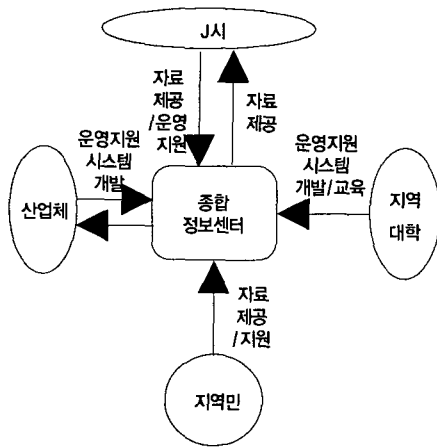 J시
자료
제공
/운영
지원
자료
제공
운영지원
시스템
개발
운영지원
시스템
개발/교육
산업체
종합
정보센터
지역
대학
자료
제공
/지원
지역민